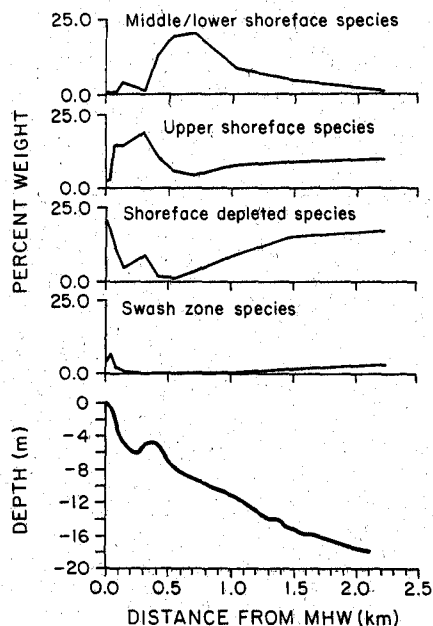 25.0
Middle/lower shoreface species
0.0
25.0
Upper shoreface species
0.0
25.0
Shoreface depleted species
0.0
25.0
Swash zone species
0.0
PERCENT WEIGHT
0
-4
-8
-12
-16
-20
DEPTH (m)
0.0 0.5 1.0 1.5 2.0 2.5
DISTANCE FROM MHW (km)